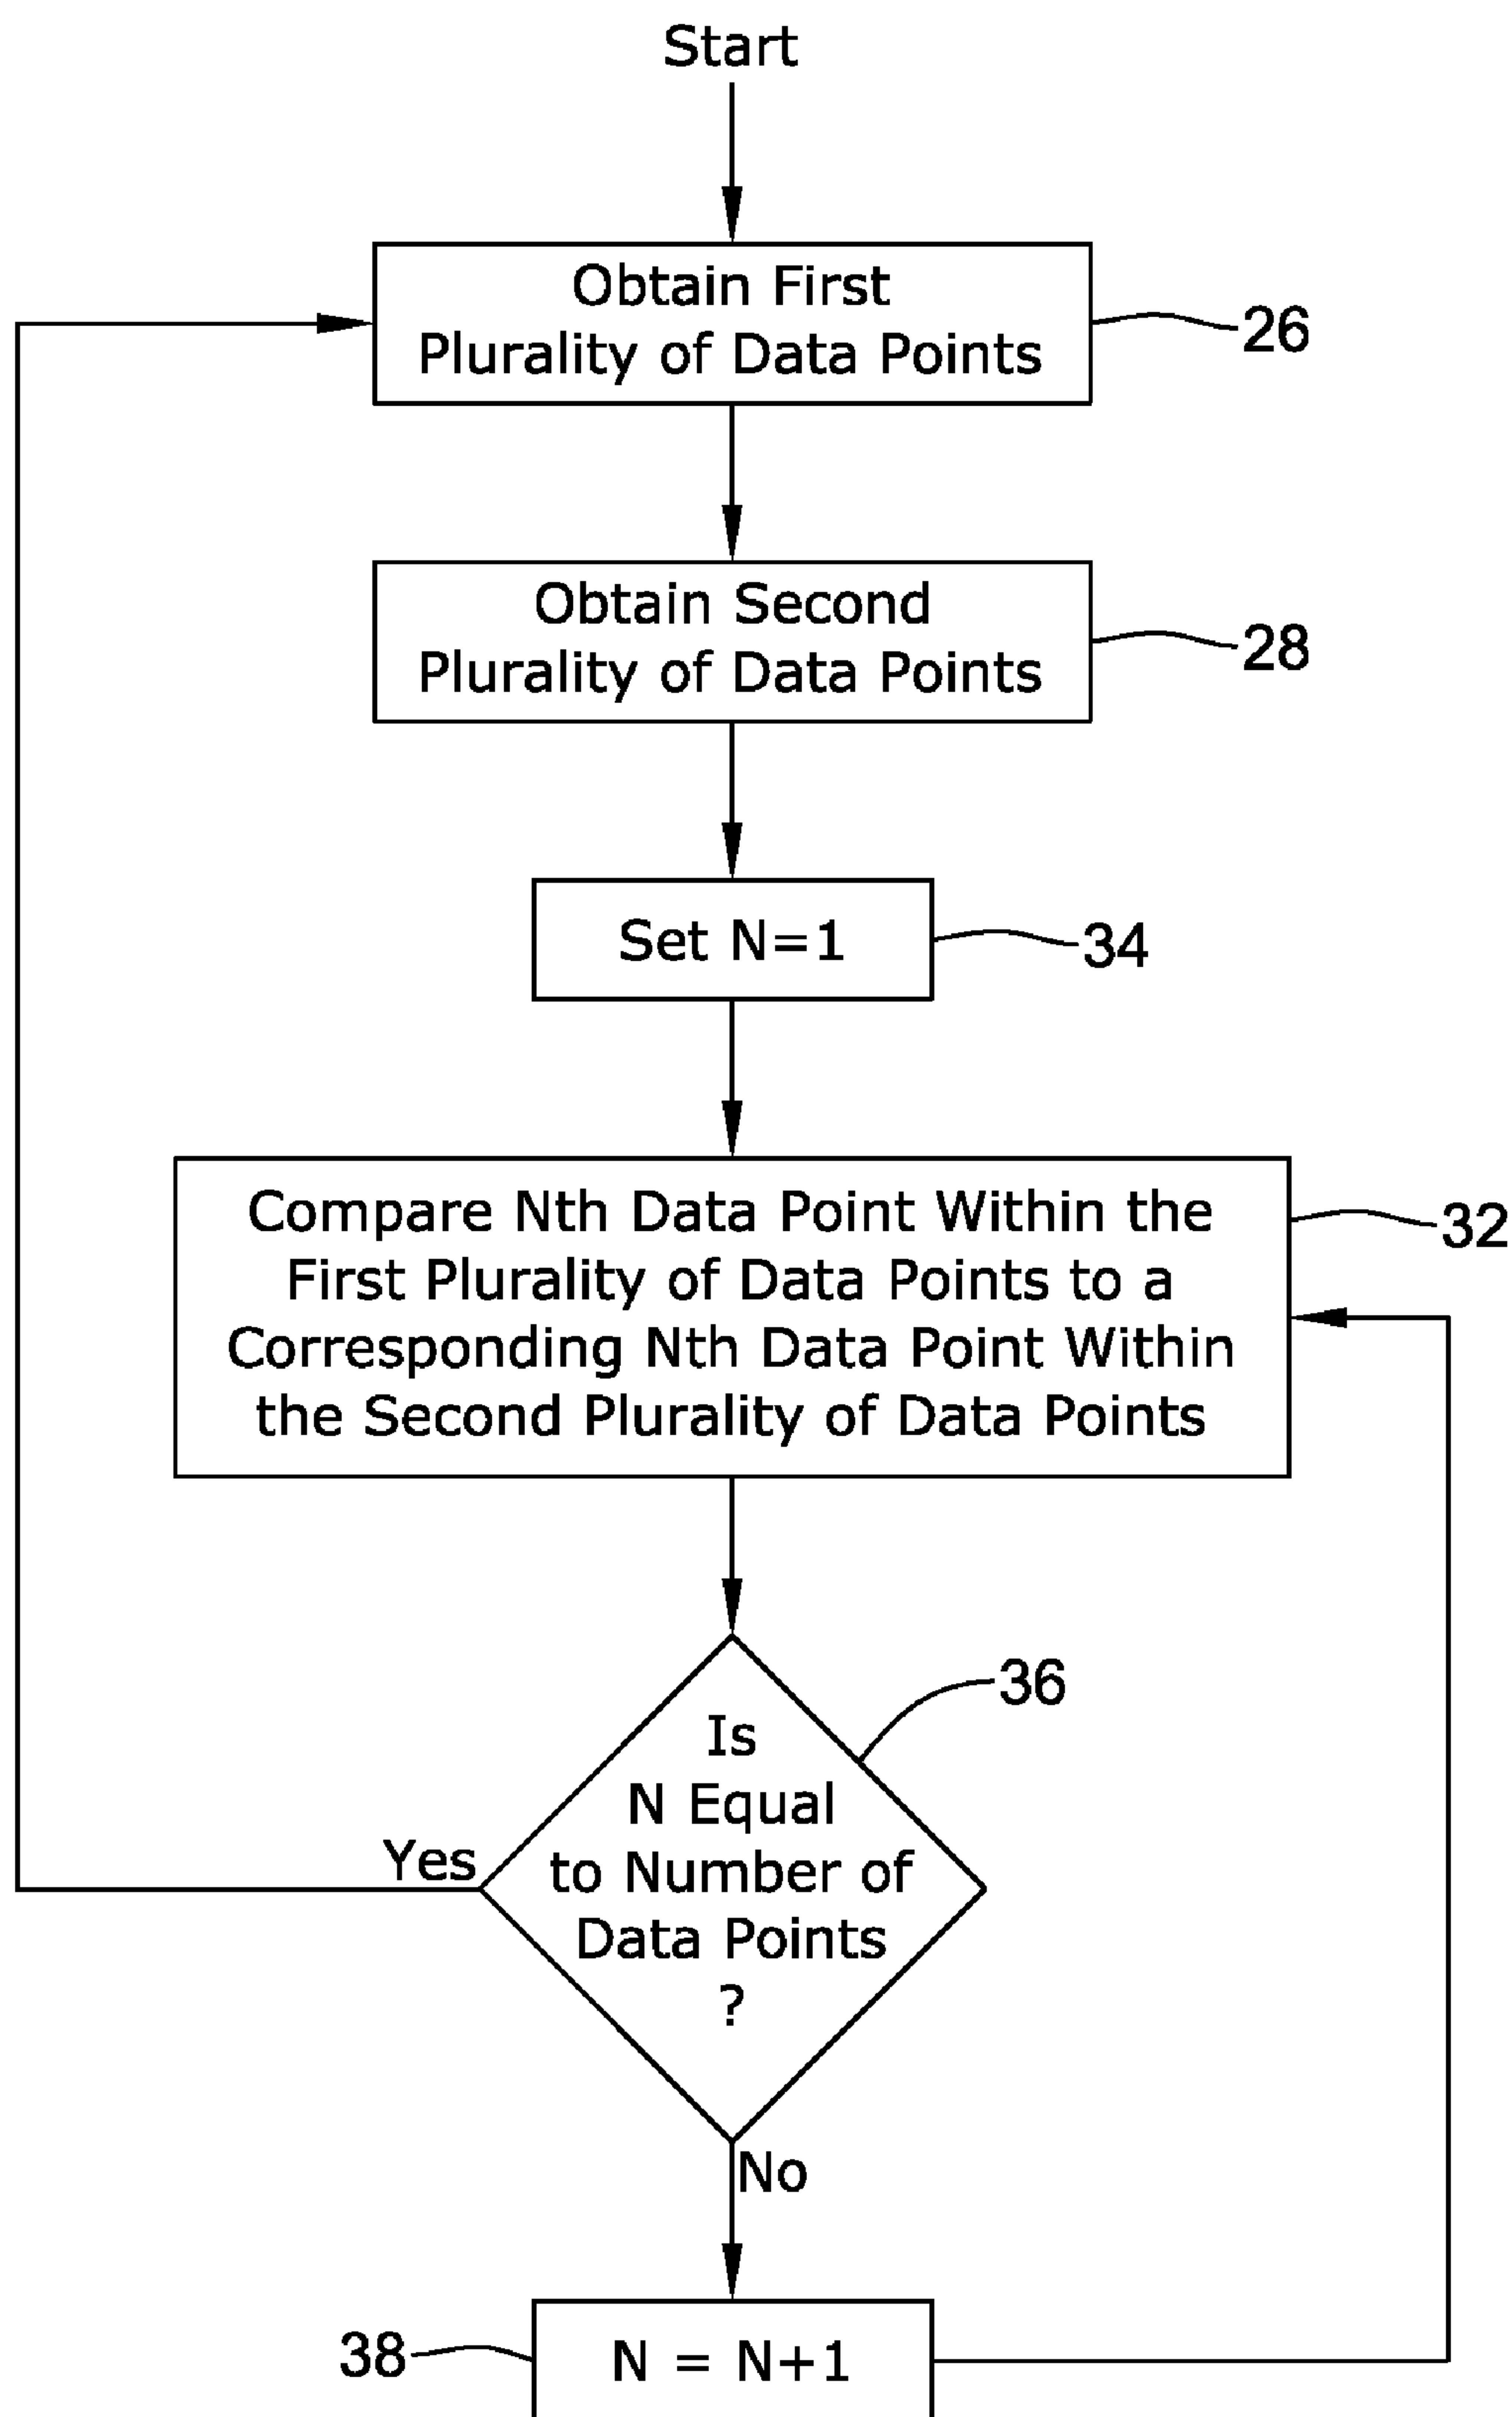 Start
Obtain First
Plurality of Data Points
26
Obtain Second
Plurality of Data Points
28
Set N=1
34
Compare Nth Data Point Within the
First Plurality of Data Points to a
Corresponding Nth Data Point Within
the Second Plurality of Data Points
32
36
Is
N Equal
to Number of
Data Points
?
Yes
No
38
N = N+1